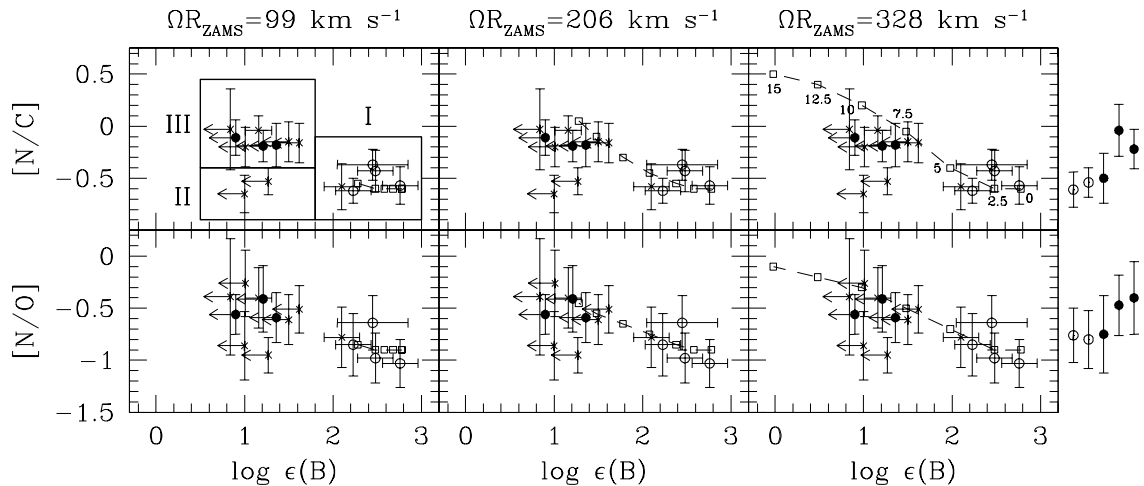 ΩR_ZAMS=99 km s⁻¹
ΩR_ZAMS=206 km s⁻¹
ΩR_ZAMS=328 km s⁻¹
[N/C]
0.5
0
−0.5
III
I
II
15
12.5
10
7.5
5
2.5
0
[N/O]
0
−0.5
−1
−1.5
0 1 2 3
0 1 2 3
0 1 2 3
log ϵ(B)
log ϵ(B)
log ϵ(B)